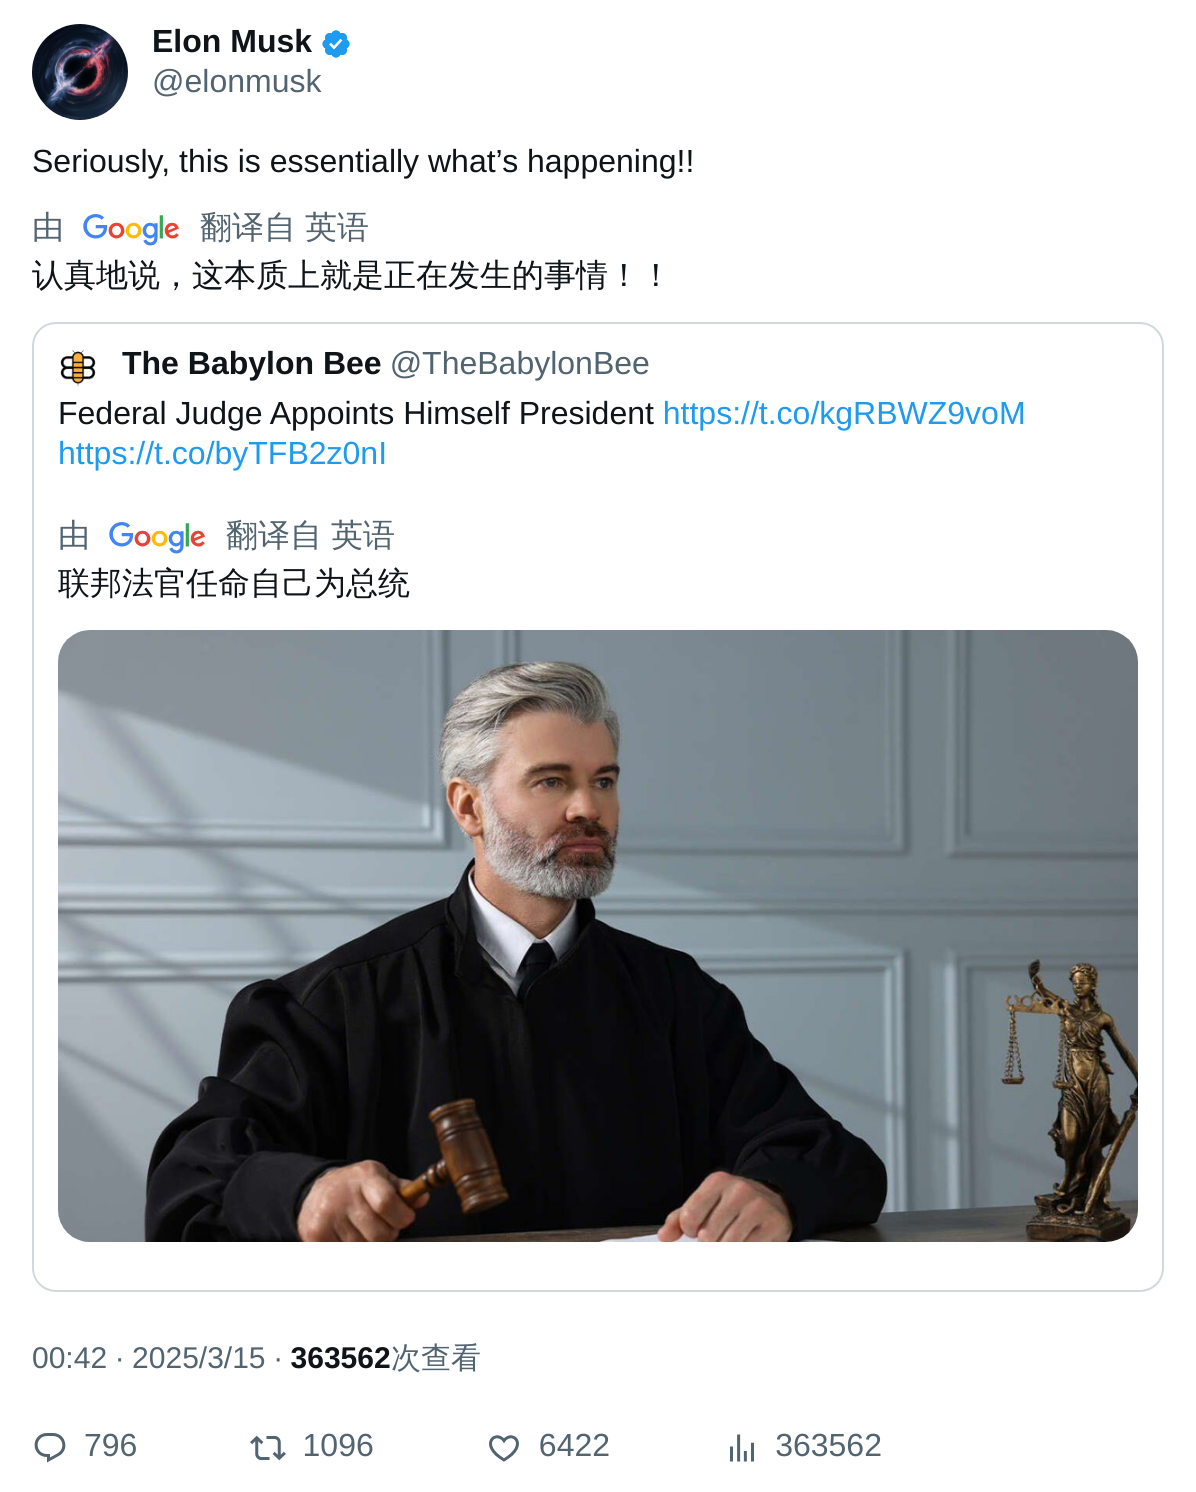 Elon Musk
@elonmusk
Seriously, this is essentially what’s happening!!
由 Google 翻译自 英语
认真地说，这本质上就是正在发生的事情！！
The Babylon Bee @TheBabylonBee
Federal Judge Appoints Himself President https://t.co/kgRBWZ9voM
https://t.co/byTFB2z0nI
由 Google 翻译自 英语
联邦法官任命自己为总统
00:42 · 2025/3/15 · 363562次查看
796 1096 6422 363562